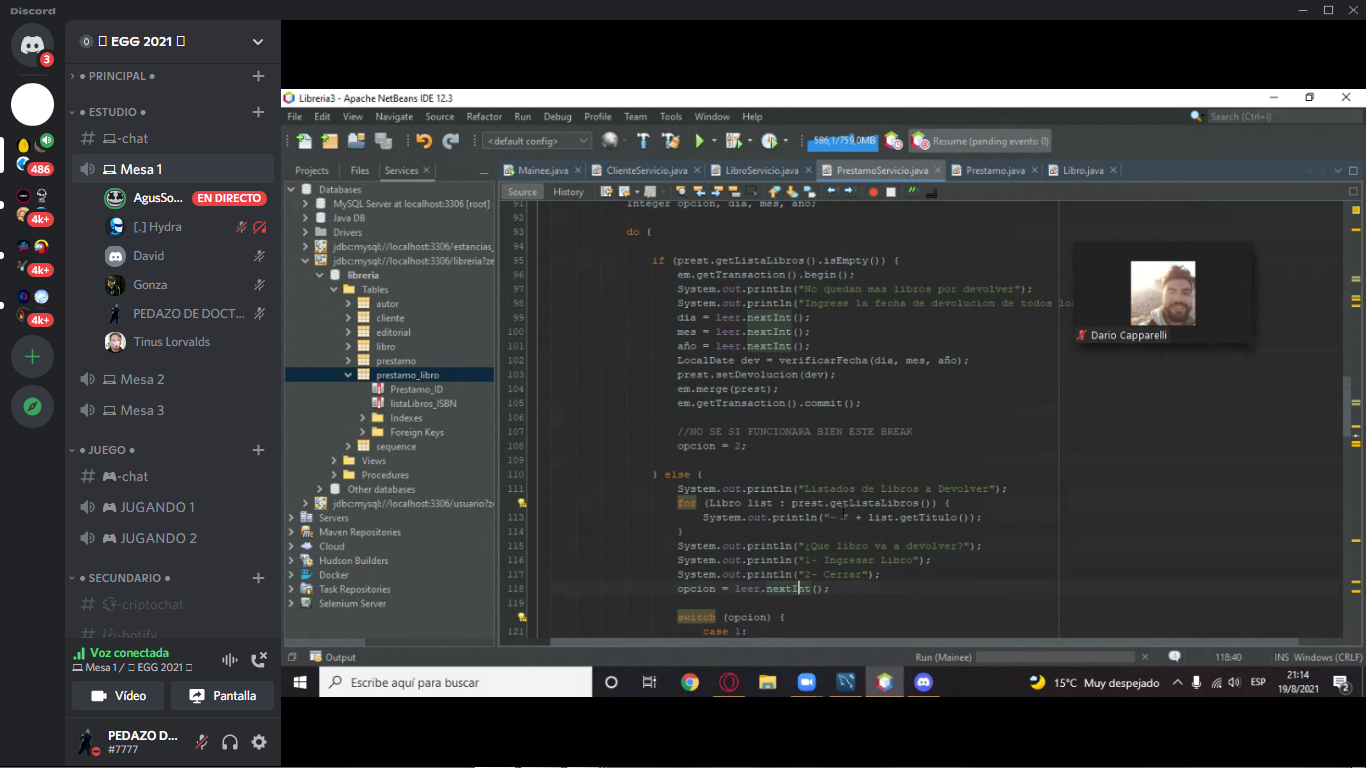 Discord
3
EGG 2021
PRINCIPAL
ESTUDIO
-chat
Mesa 1
486
AgusSo... EN DIRECTO
4k+
[.] Hydra
David
4k+
Gonza
PEDAZO DE DOCT...
4k+
Tinus Lorvalds
Mesa 2
Mesa 3
JUEGO
-chat
JUGANDO 1
JUGANDO 2
SECUNDARIO
-criptochat
-botify
Voz conectada
Mesa 1 / EGG 2021
Vídeo
Pantalla
PEDAZO D...
#7777
Libreria3 - Apache NetBeans IDE 12.3
File Edit View Navigate Source Refactor Run Debug Profile Team Tools Window Help
Search (Ctrl+I)
<default config>
586,1/759,0MB
Resume (pending events: 0)
Projects Files Services
Mainee.java ClienteServicio.java LibroServicio.java PrestamoServicio.java Prestamo.java Libro.java
Source History
Databases
MySQL Server at localhost:3306 [root]
Java DB
Drivers
jdbc:mysql://localhost:3306/estancias_
jdbc:mysql://localhost:3306/libreria?ze
libreria
Tables
autor
cliente
editorial
libro
prestamo
prestamo_libro
Prestamo_ID
listaLibros_ISBN
Indexes
Foreign Keys
sequence
Views
Procedures
Other databases
jdbc:mysql://localhost:3306/usuario?ze
Servers
Maven Repositories
Cloud
Hudson Builders
Docker
Task Repositories
Selenium Server
91 Integer opcion, dia, mes, año;
92
93 do {
94
95 if (prest.getListaLibros().isEmpty()) {
96 em.getTransaction().begin();
97 System.out.println("No quedan mas libros por devolver");
98 System.out.println("Ingrese la fecha de devolucion de todos lo
99 dia = leer.nextInt();
100 mes = leer.nextInt();
101 año = leer.nextInt();
102 LocalDate dev = verificarFecha(dia, mes, año);
103 prest.setDevolucion(dev);
104 em.merge(prest);
105 em.getTransaction().commit();
106
107 //NO SE SI FUNCIONARA BIEN ESTE BREAK
108 opcion = 2;
109
110 } else {
111 System.out.println("Listados de Libros a Devolver");
for (Libro list : prest.getListaLibros()) {
113 System.out.println("- " + list.getTitulo());
114 }
115 System.out.println("¿Que libro va a devolver?");
116 System.out.println("1- Ingresar Libro");
117 System.out.println("2- Cerrar");
118 opcion = leer.nextInt();
119
switch (opcion) {
121 case 1:
Dario Capparelli
Output
Run (Mainee)
118:40
INS Windows (CRLF)
Escribe aquí para buscar
15°C Muy despejado
ESP
21:14
19/8/2021
2